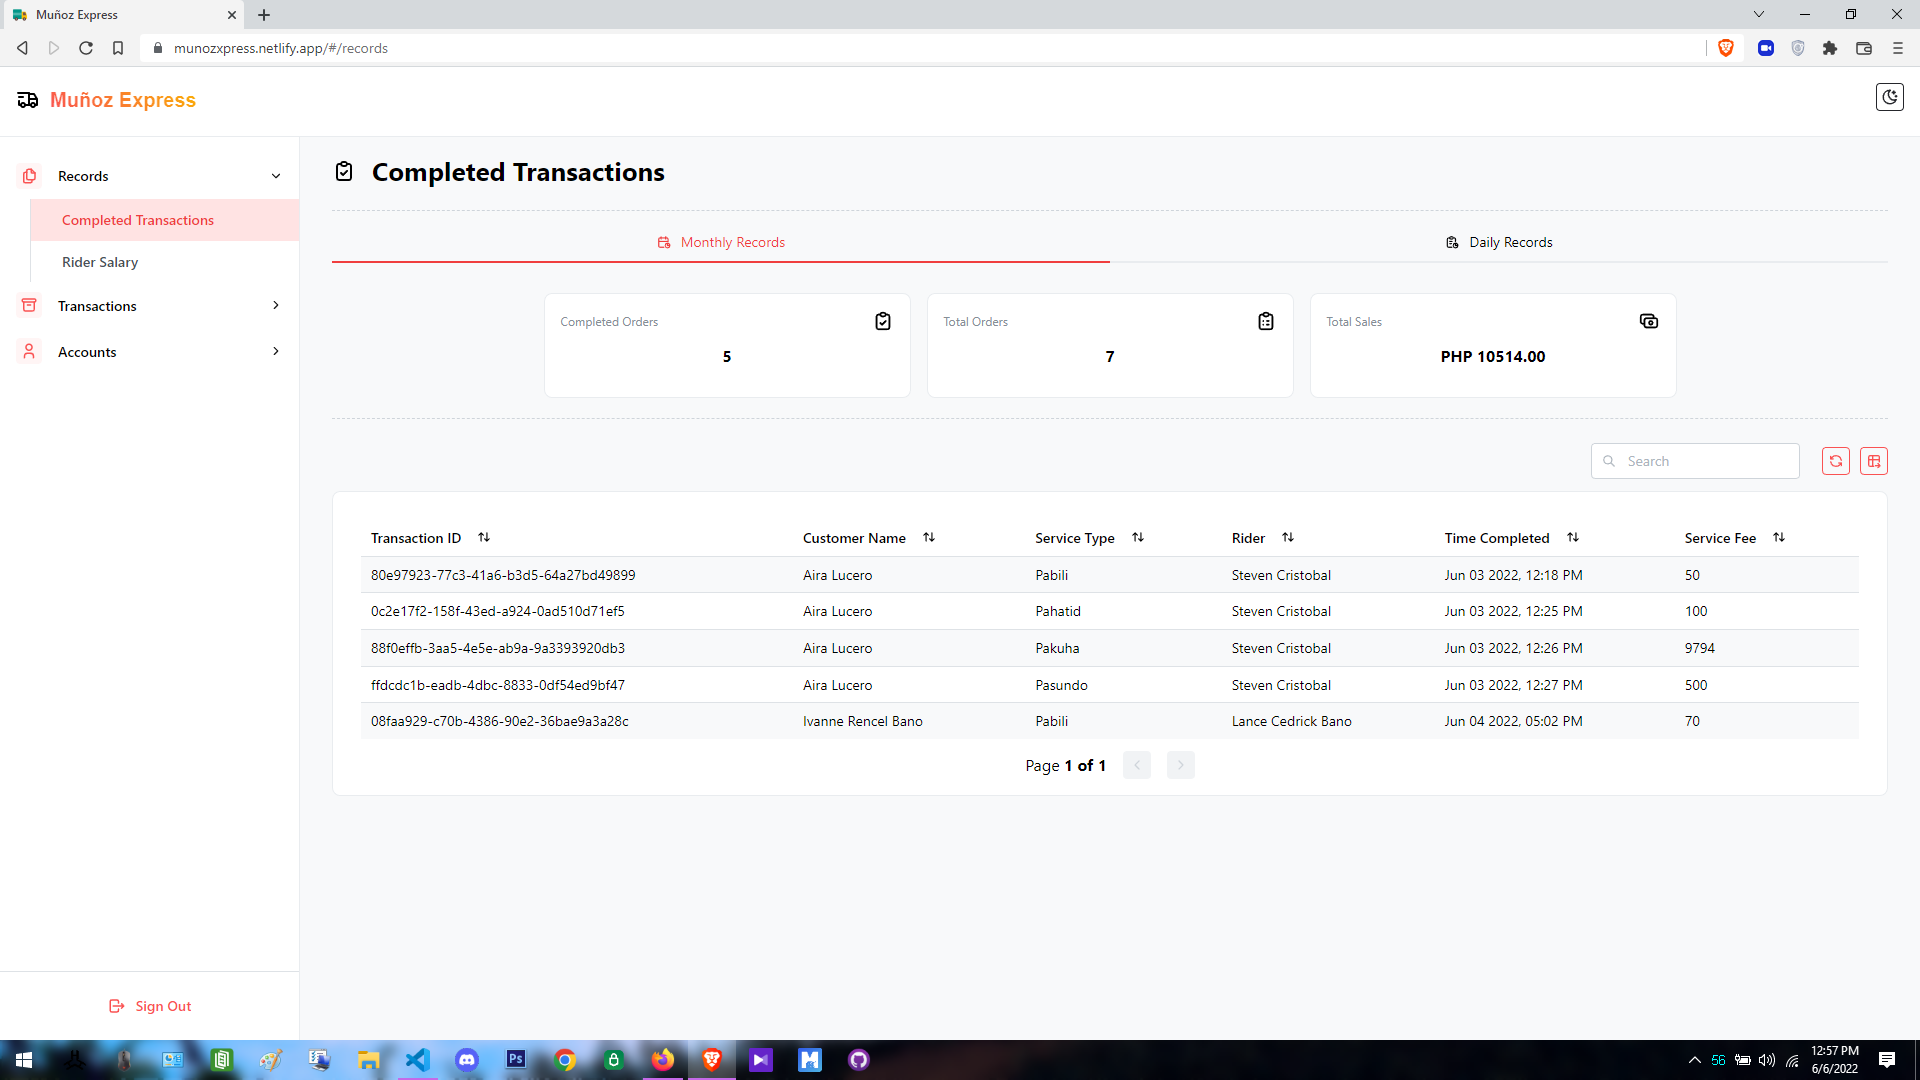 Muñoz Express
munozxpress.netlify.app/#/records
Muñoz Express
Records
Completed Transactions
Rider Salary
Transactions
Accounts
Sign Out
Completed Transactions
Monthly Records
Daily Records
Completed Orders
5
Total Orders
7
Total Sales
PHP 10514.00
Search
Transaction ID Customer Name Service Type Rider Time Completed Service Fee
80e97923-77c3-41a6-b3d5-64a27bd49899 Aira Lucero Pabili Steven Cristobal Jun 03 2022, 12:18 PM 50
0c2e17f2-158f-43ed-a924-0ad510d71ef5 Aira Lucero Pahatid Steven Cristobal Jun 03 2022, 12:25 PM 100
88f0effb-3aa5-4e5e-ab9a-9a3393920db3 Aira Lucero Pakuha Steven Cristobal Jun 03 2022, 12:26 PM 9794
ffdcdc1b-eadb-4dbc-8833-0df54ed9bf47 Aira Lucero Pasundo Steven Cristobal Jun 03 2022, 12:27 PM 500
08faa929-c70b-4386-90e2-36bae9a3a28c Ivanne Rencel Bano Pabili Lance Cedrick Bano Jun 04 2022, 05:02 PM 70
Page 1 of 1
Ps
56
12:57 PM
6/6/2022